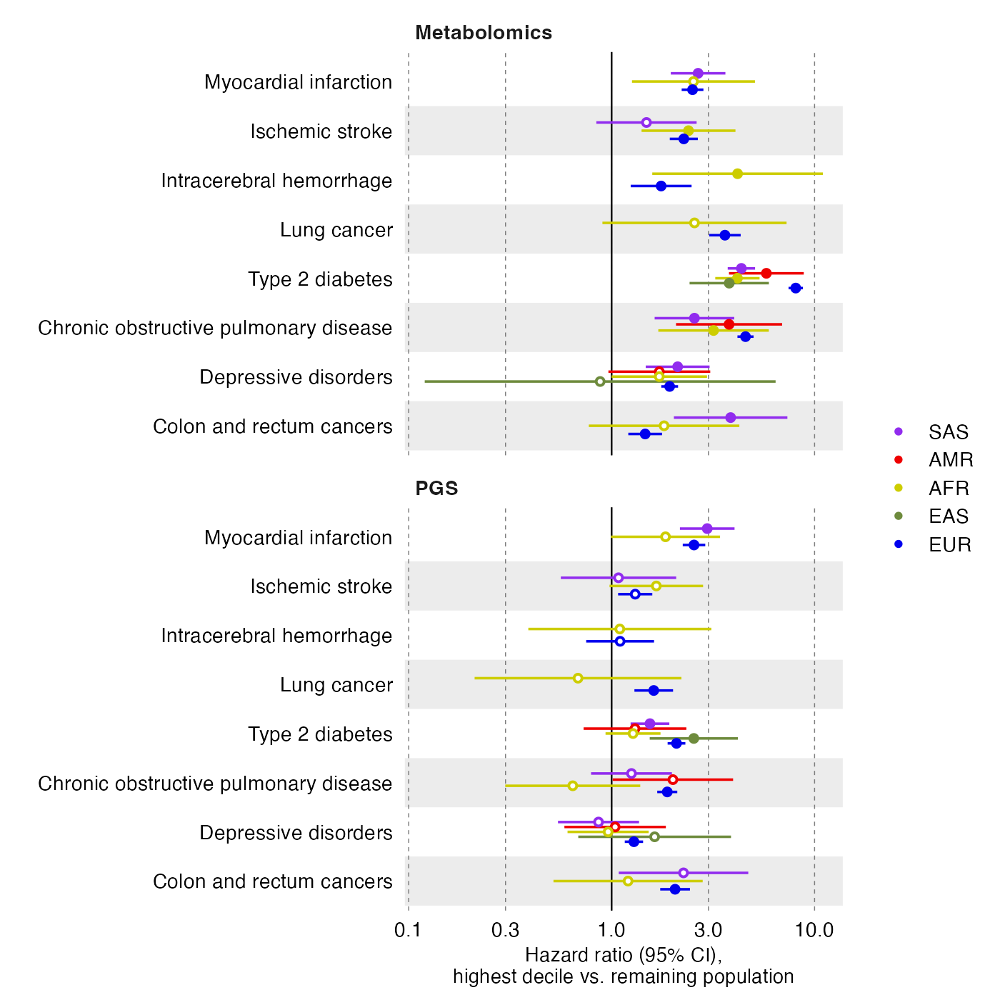 Metabolomics
Myocardial infarction
Ischemic stroke
Intracerebral hemorrhage
Lung cancer
Type 2 diabetes
Chronic obstructive pulmonary disease
Depressive disorders
Colon and rectum cancers
SAS
AMR
AFR
EAS
EUR
PGS
Myocardial infarction
Ischemic stroke
Intracerebral hemorrhage
Lung cancer
Type 2 diabetes
Chronic obstructive pulmonary disease
Depressive disorders
Colon and rectum cancers
0.1 0.3 1.0 3.0 10.0
Hazard ratio (95% CI),
highest decile vs. remaining population